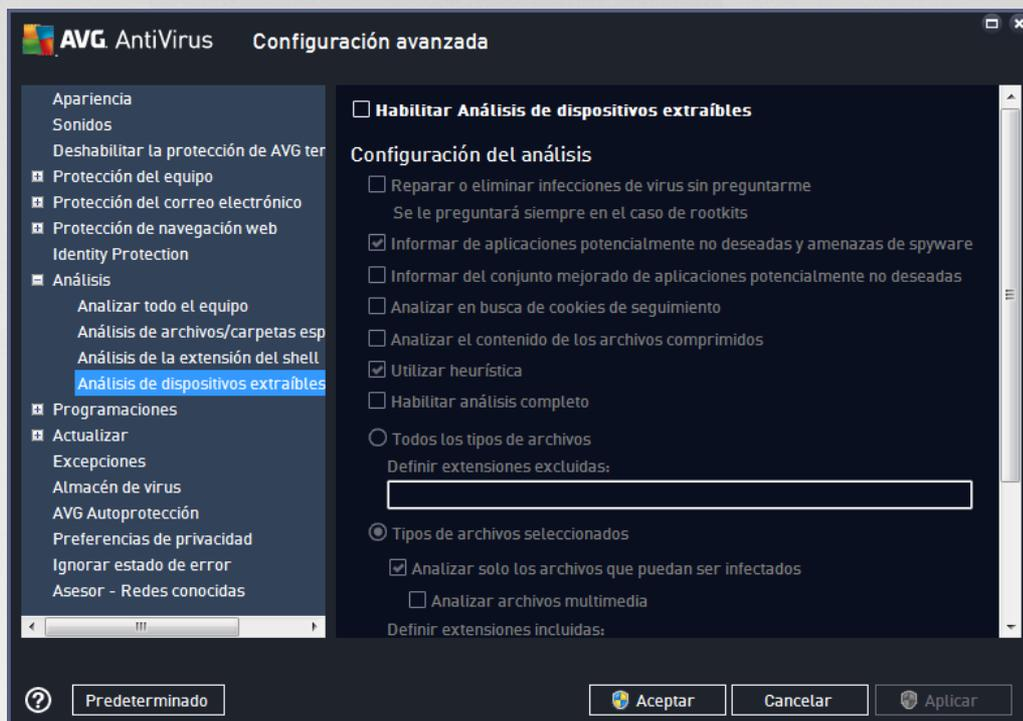 AVG AntiVirus
Configuración avanzada
Apariencia
Sonidos
Deshabilitar la protección de AVG ter
Protección del equipo
Protección del correo electrónico
Protección de navegación web
Identity Protection
Análisis
Analizar todo el equipo
Análisis de archivos/carpetas esp
Análisis de la extensión del shell
Análisis de dispositivos extraíbles
Programaciones
Actualizar
Excepciones
Almacén de virus
AVG Autoprotección
Preferencias de privacidad
Ignorar estado de error
Asesor - Redes conocidas
Habilitar Análisis de dispositivos extraíbles
Configuración del análisis
Reparar o eliminar infecciones de virus sin preguntarme
Se le preguntará siempre en el caso de rootkits
Informar de aplicaciones potencialmente no deseadas y amenazas de spyware
Informar del conjunto mejorado de aplicaciones potencialmente no deseadas
Analizar en busca de cookies de seguimiento
Analizar el contenido de los archivos comprimidos
Utilizar heurística
Habilitar análisis completo
Todos los tipos de archivos
Definir extensiones excluidas:
Tipos de archivos seleccionados
Analizar solo los archivos que puedan ser infectados
Analizar archivos multimedia
Definir extensiones incluidas:
Predeterminado
Aceptar
Cancelar
Aplicar